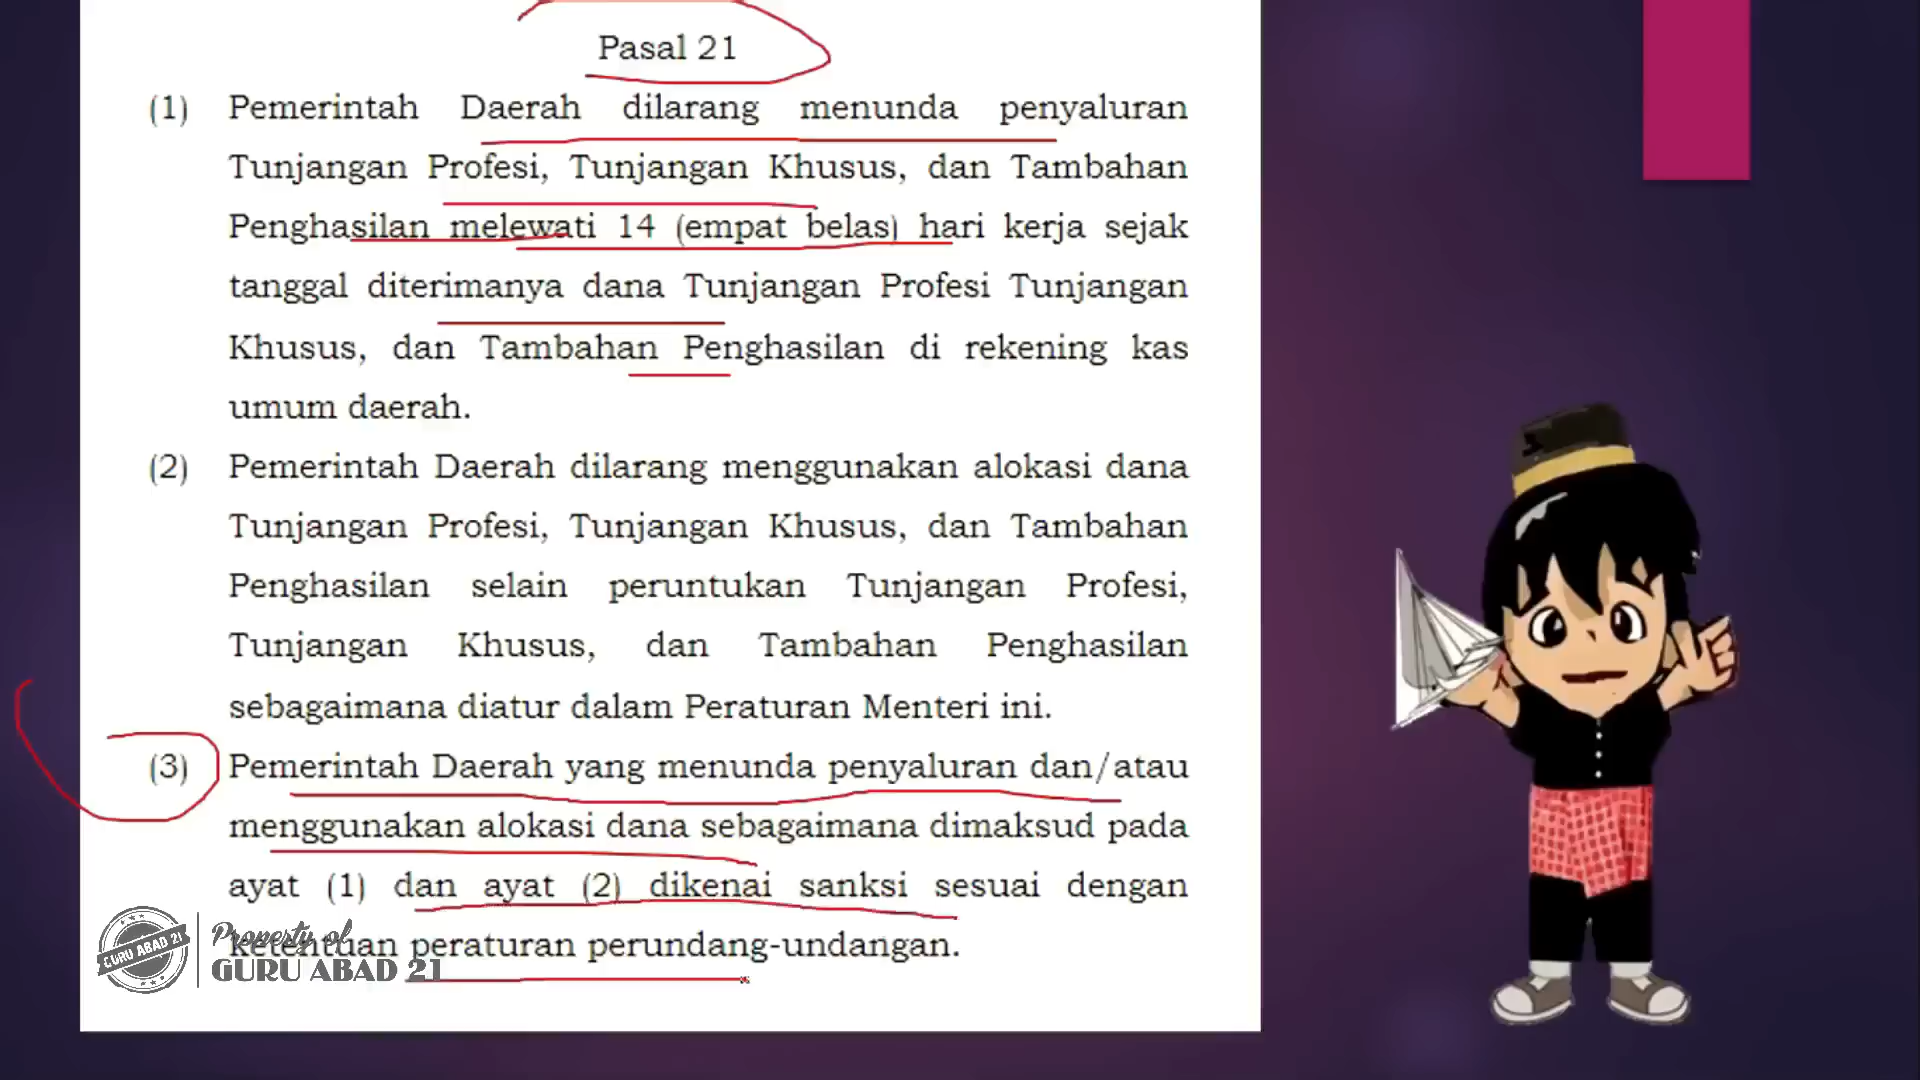 Pasal 21
(1) Pemerintah Daerah dilarang menunda penyaluran
Tunjangan Profesi, Tunjangan Khusus, dan Tambahan
Penghasilan melewati 14 (empat belas) hari kerja sejak
tanggal diterimanya dana Tunjangan Profesi Tunjangan
Khusus, dan Tambahan Penghasilan di rekening kas
umum daerah.
(2) Pemerintah Daerah dilarang menggunakan alokasi dana
Tunjangan Profesi, Tunjangan Khusus, dan Tambahan
Penghasilan selain peruntukan Tunjangan Profesi,
Tunjangan Khusus, dan Tambahan Penghasilan
sebagaimana diatur dalam Peraturan Menteri ini.
(3) Pemerintah Daerah yang menunda penyaluran dan/atau
menggunakan alokasi dana sebagaimana dimaksud pada
ayat (1) dan ayat (2) dikenai sanksi sesuai dengan
ketentuan peraturan perundang-undangan.
GURU ABAD 21
Property of
GURU ABAD 21